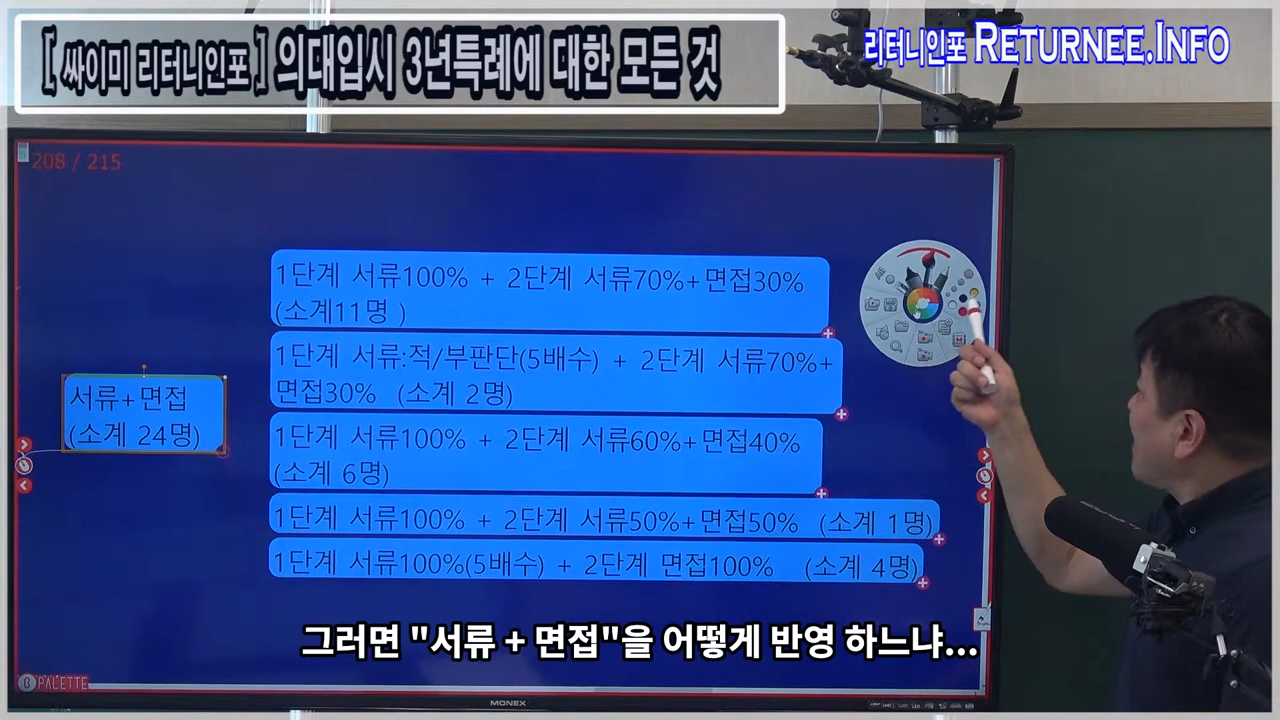 [ 싸이미 리터니인포 ] 의대입시 3년특례에 대한 모든 것
리터니인포 RETURNEE.INFO
208 / 215
1단계 서류100% + 2단계 서류70%+면접30%
(소계11명 )
1단계 서류:적/부판단(5배수) + 2단계 서류70%+
면접30% (소계 2명)
서류+면접
(소계 24명)
1단계 서류100% + 2단계 서류60%+면접40%
(소계 6명)
1단계 서류100% + 2단계 서류50%+면접50% (소계 1명)
1단계 서류100%(5배수) + 2단계 면접100% (소계 4명)
그러면 "서류 + 면접"을 어떻게 반영 하느냐...
PALETTE
MONEX